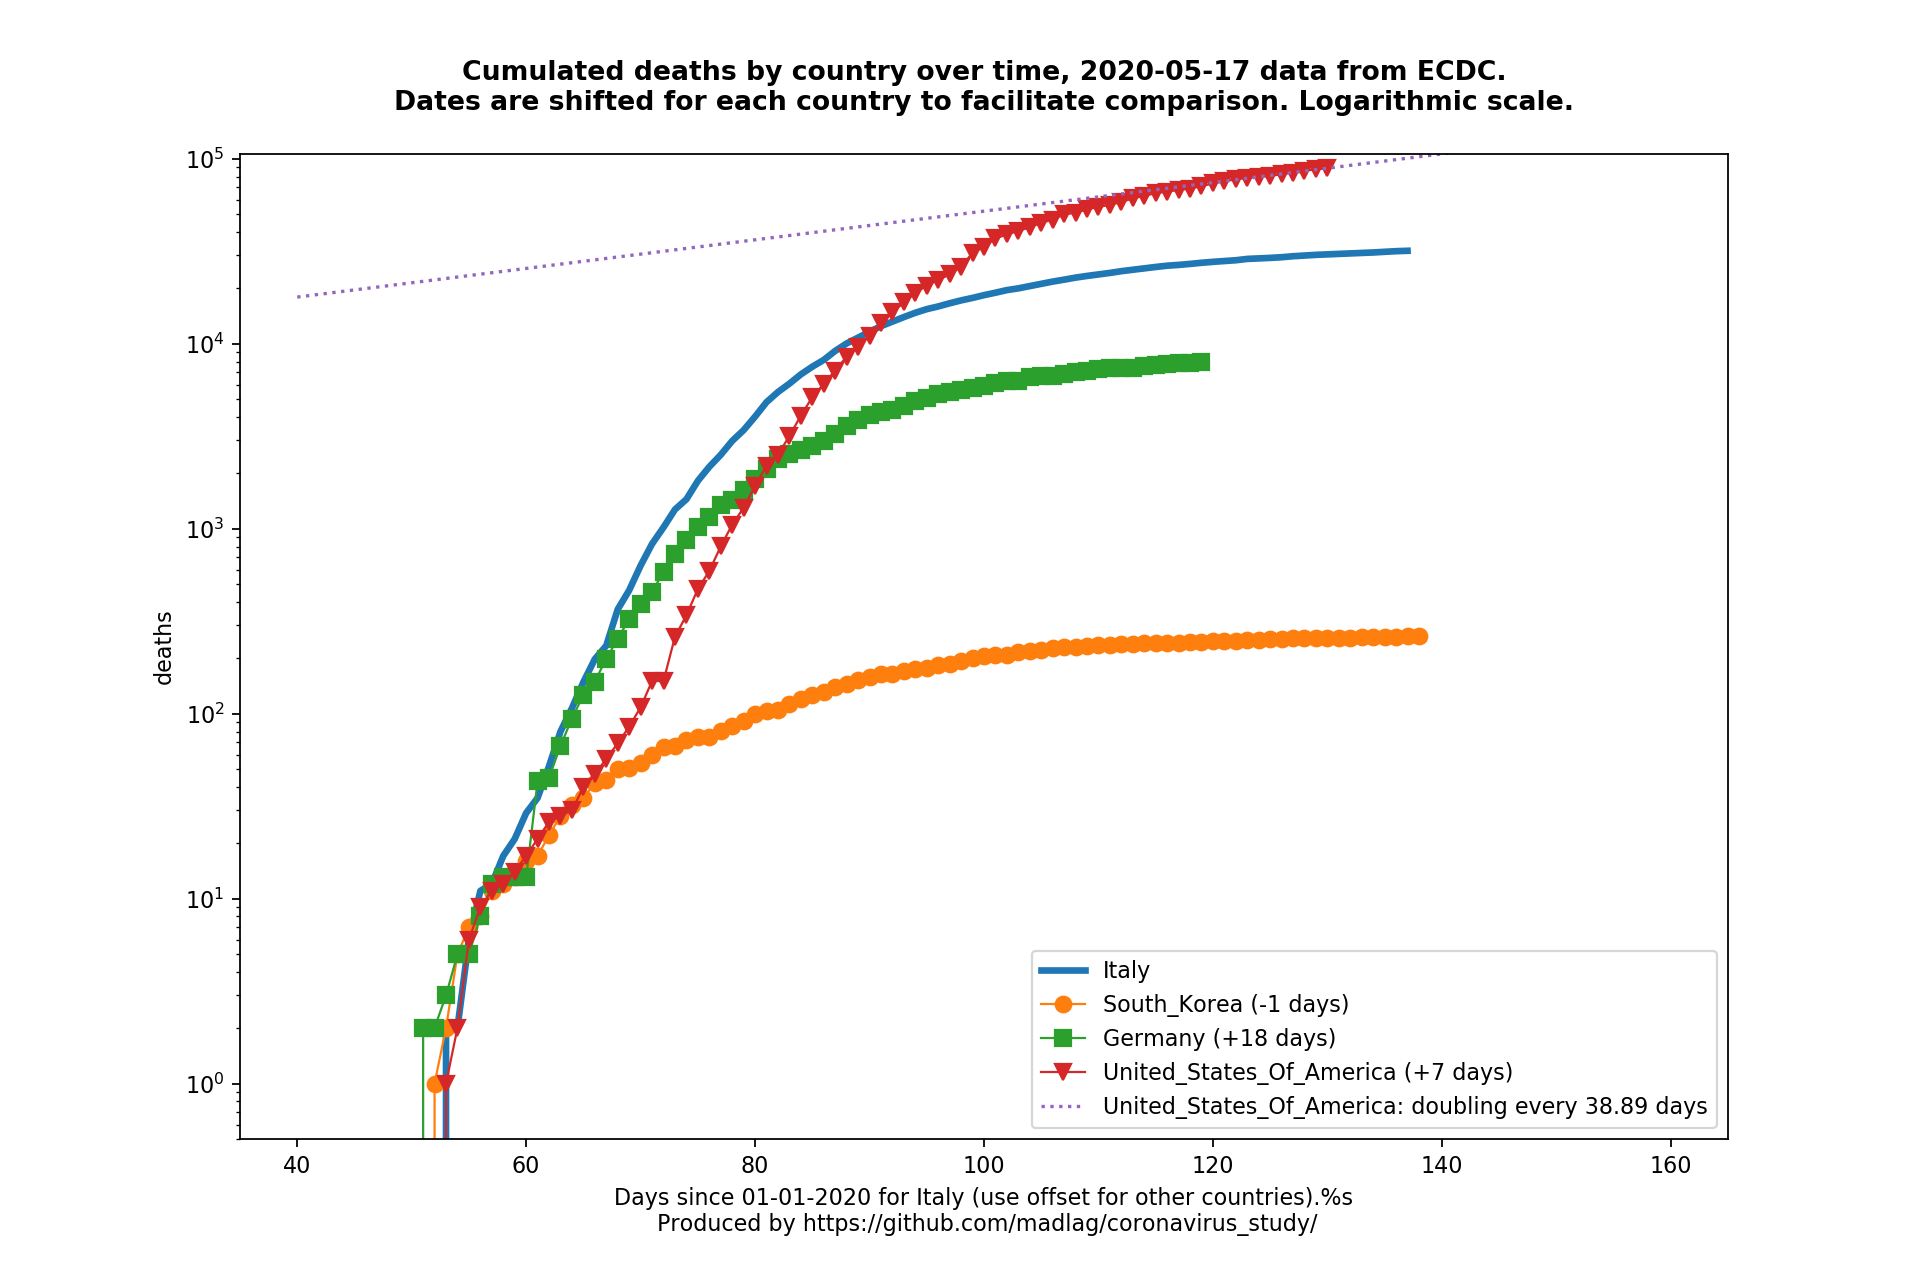 Cumulated deaths by country over time, 2020-05-17 data from ECDC.
Dates are shifted for each country to facilitate comparison. Logarithmic scale.
10^5
10^4
10^3
10^2
10^1
10^0
deaths
Italy
South_Korea (-1 days)
Germany (+18 days)
United_States_Of_America (+7 days)
United_States_Of_America: doubling every 38.89 days
40 60 80 100 120 140 160
Days since 01-01-2020 for Italy (use offset for other countries).%s
Produced by https://github.com/madlag/coronavirus_study/